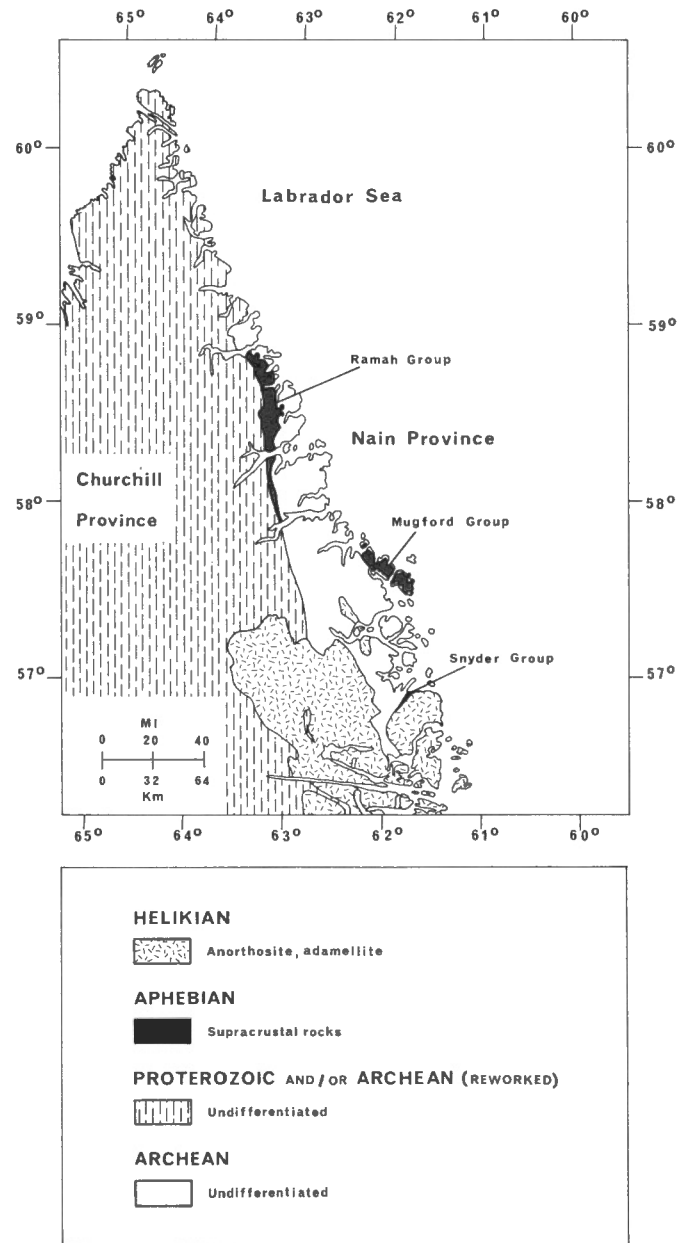 65° 64° 63° 62° 61° 60°
60° 60°
Labrador Sea
59° 59°
Ramah Group
Nain Province
Churchill
Province
58° 58°
Mugford Group
Snyder Group
57° 57°
MI
0 20 40
0 32 64
Km
65° 64° 63° 62° 61° 60°
HELIKIAN
Anorthosite, adamellite
APHEBIAN
Supracrustal rocks
PROTEROZOIC AND/OR ARCHEAN (REWORKED)
Undifferentiated
ARCHEAN
Undifferentiated